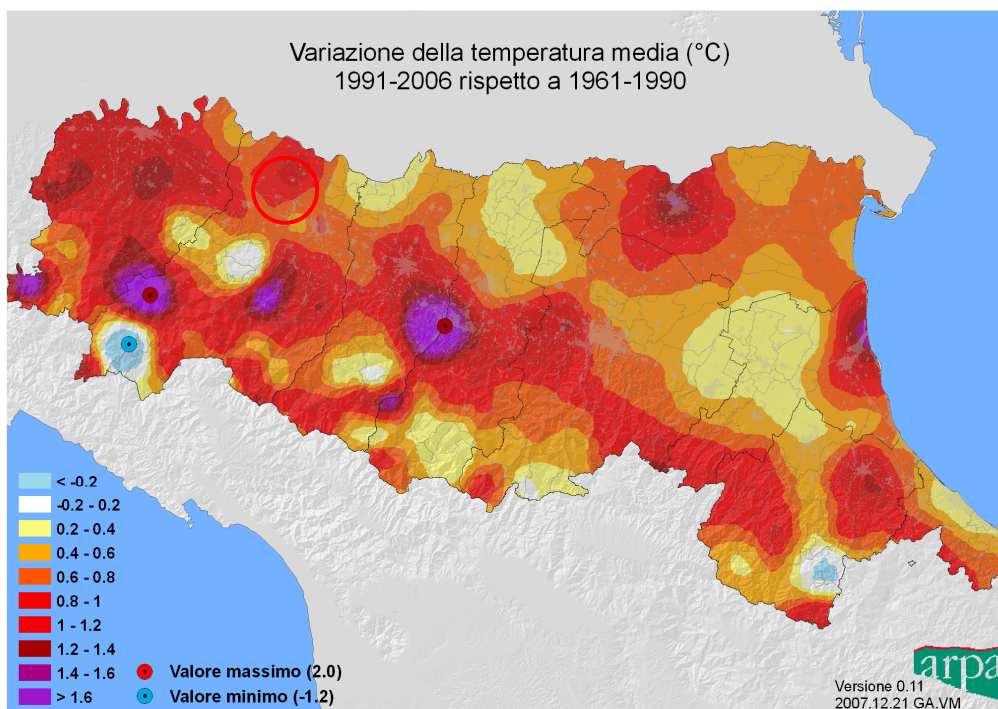 Variazione della temperatura media (°C)
1991-2006 rispetto a 1961-1990
< -0.2
-0.2 - 0.2
0.2 - 0.4
0.4 - 0.6
0.6 - 0.8
0.8 - 1
1 - 1.2
1.2 - 1.4
1.4 - 1.6
> 1.6
Valore massimo (2.0)
Valore minimo (-1.2)
arpa
Versione 0.11
2007.12.21 GA.VM